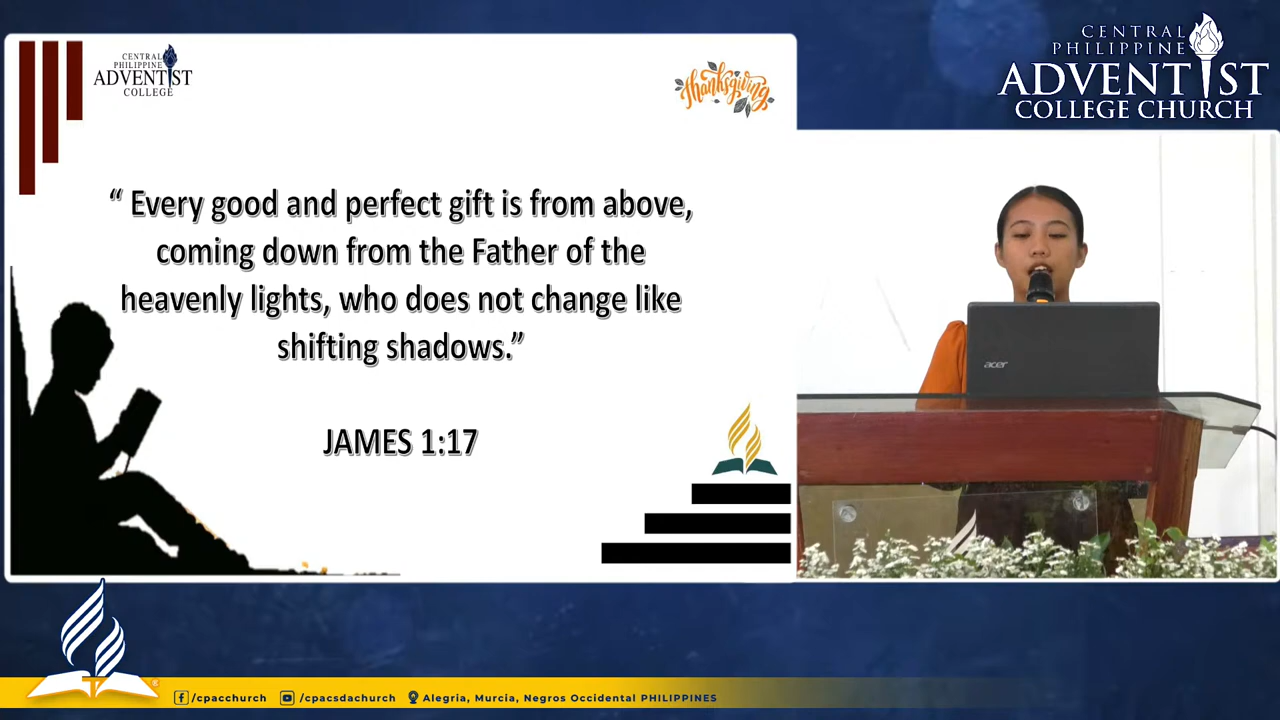 CENTRAL
PHILIPPINE
ADVENTIST
COLLEGE
Thanksgiving
“ Every good and perfect gift is from above,
coming down from the Father of the
heavenly lights, who does not change like
shifting shadows.”
JAMES 1:17
CENTRAL
PHILIPPINE
ADVENTIST
COLLEGE CHURCH
acer
/cpacchurch
/cpacsdachurch
Alegria, Murcia, Negros Occidental PHILIPPINES